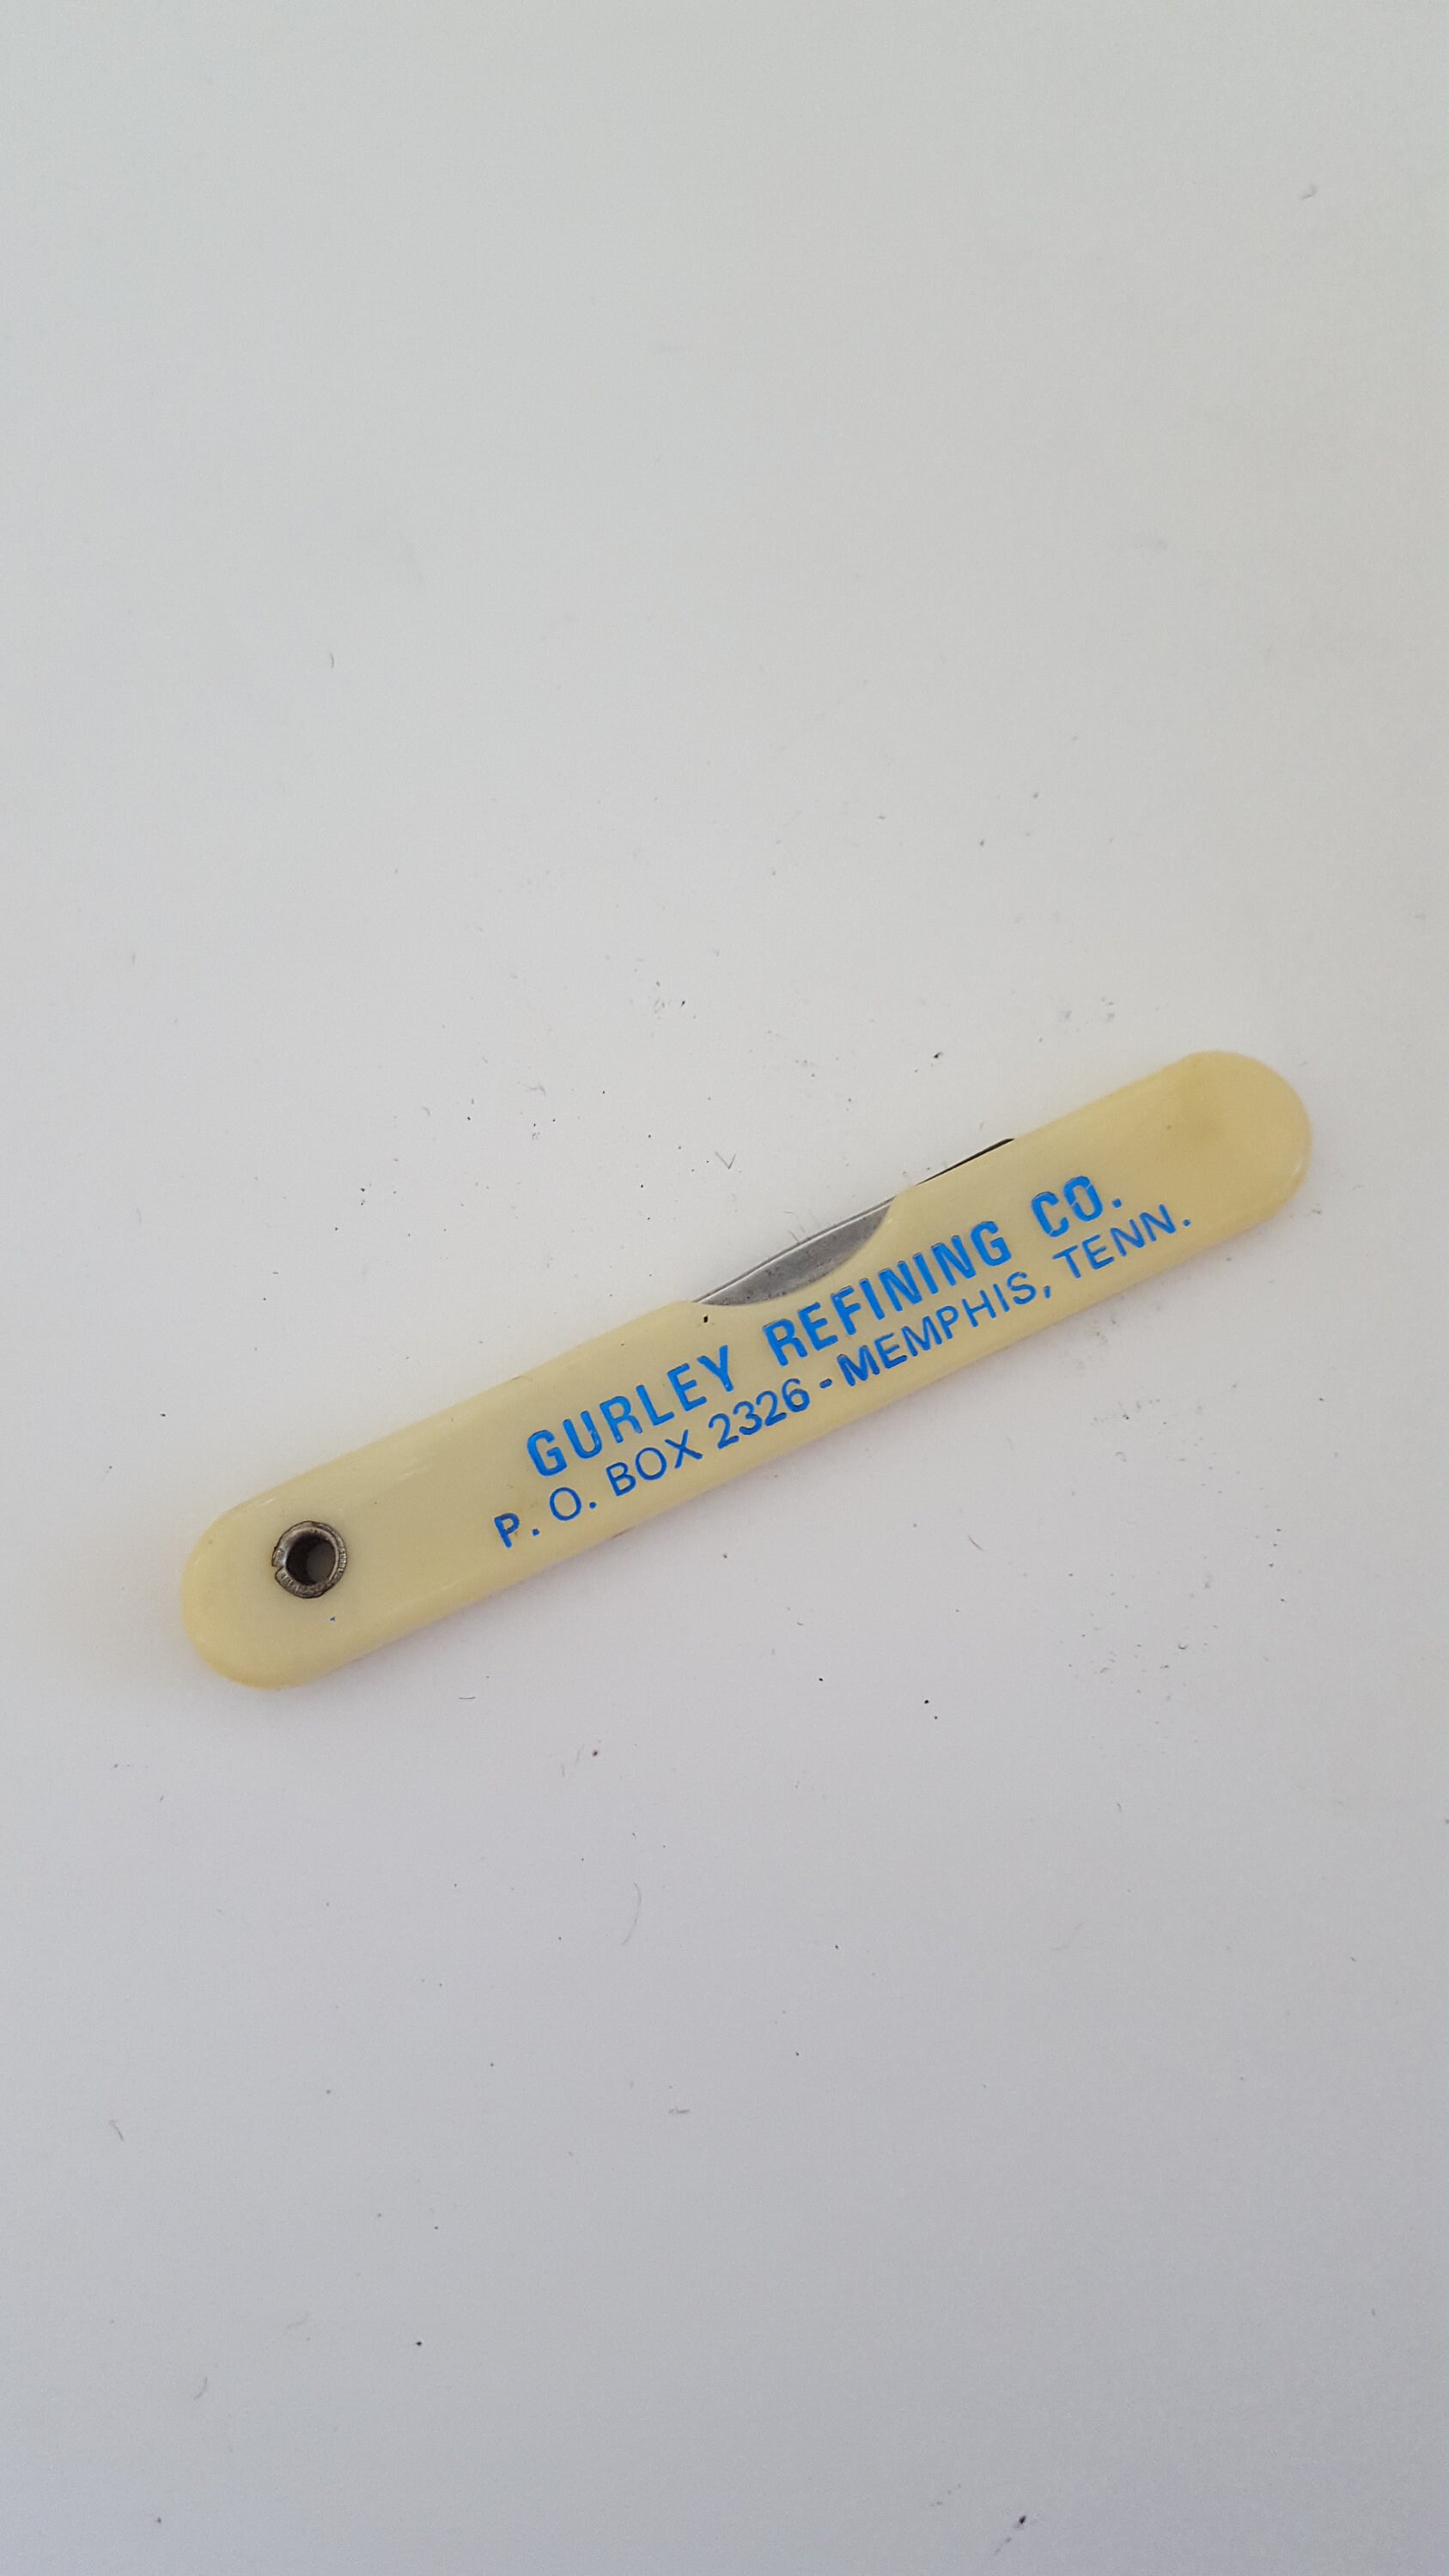 GURLEY REFINING CO.
P. O. BOX 2326 - MEMPHIS, TENN.